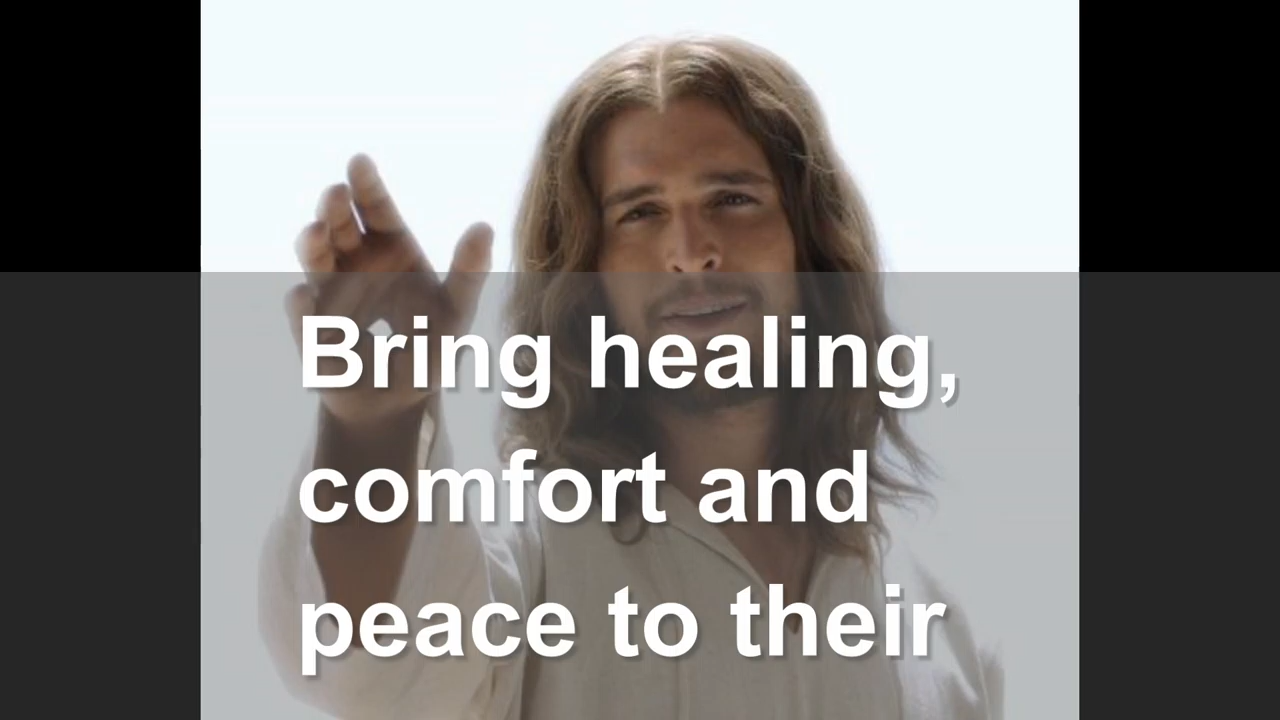 Bring healing,
comfort and
peace to their